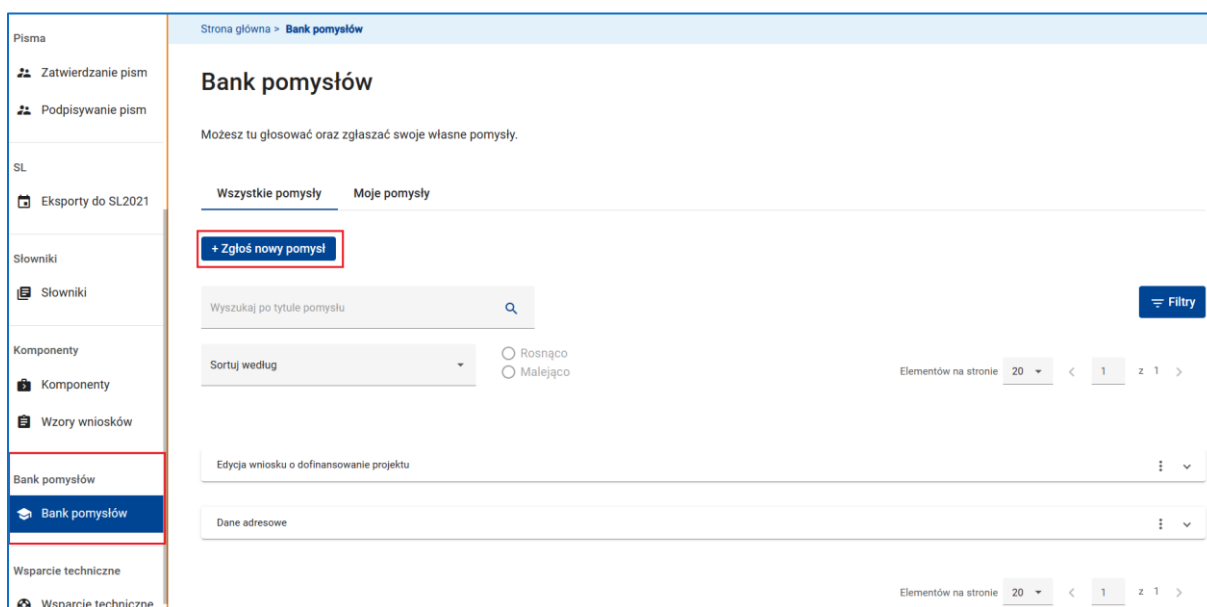 Pisma
Zatwierdzanie pism
Podpisywanie pism
SL
Eksporty do SL2021
Słowniki
Słowniki
Komponenty
Komponenty
Wzory wniosków
Bank pomysłów
Bank pomysłów
Wsparcie techniczne
Wsparcie techniczne
Strona główna > Bank pomysłów
Bank pomysłów
Możesz tu głosować oraz zgłaszać swoje własne pomysły.
Wszystkie pomysły Moje pomysły
+ Zgłoś nowy pomysł
Wyszukaj po tytule pomysłu
Filtry
Sortuj według
Rosnąco
Malejąco
Elementów na stronie 20 < 1 z 1 >
Edycja wniosku o dofinansowanie projektu
Dane adresowe
Elementów na stronie 20 < 1 z 1 >